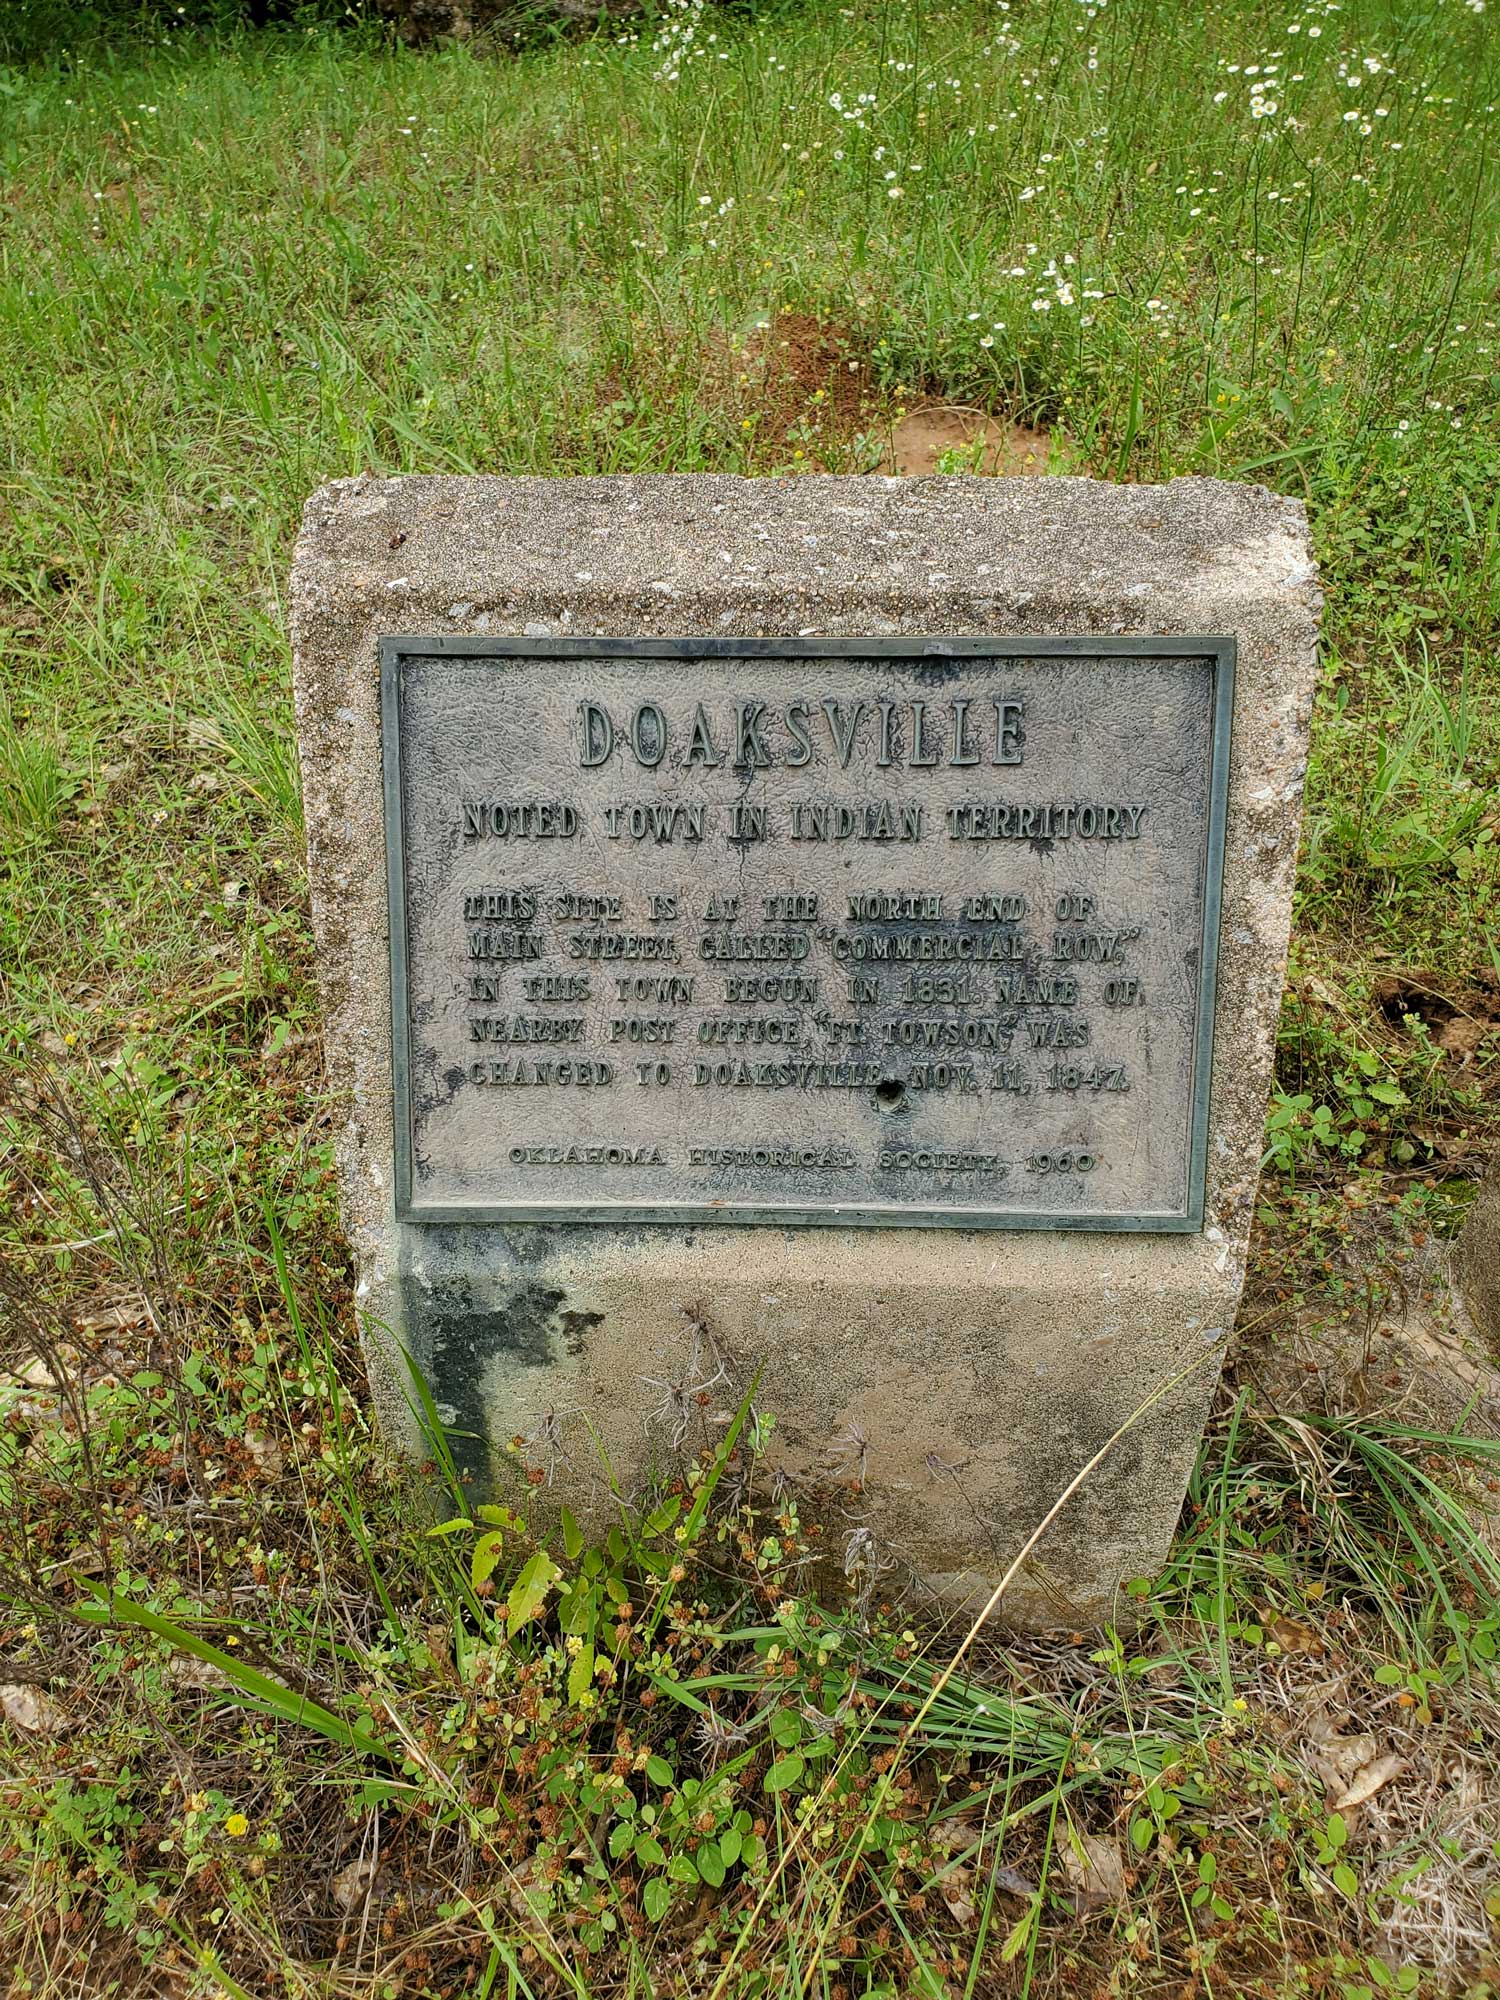 DOAKSVILLE
NOTED TOWN IN INDIAN TERRITORY
THIS SITE IS AT THE NORTH END OF
MAIN STREET, CALLED "COMMERCIAL ROW,"
IN THIS TOWN BEGUN IN 1831. NAME OF
NEARBY POST OFFICE, "FT. TOWSON," WAS
CHANGED TO DOAKSVILLE, NOV. 11, 1847.
OKLAHOMA HISTORICAL SOCIETY, 1960